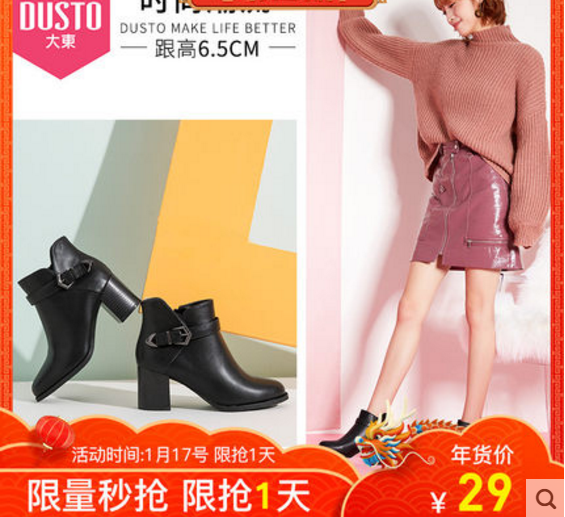 DUSTO
大東
DUSTO MAKE LIFE BETTER
跟高6.5CM
活动时间:1月17号 限抢1天
年货价
限量秒抢 限抢1天
¥29